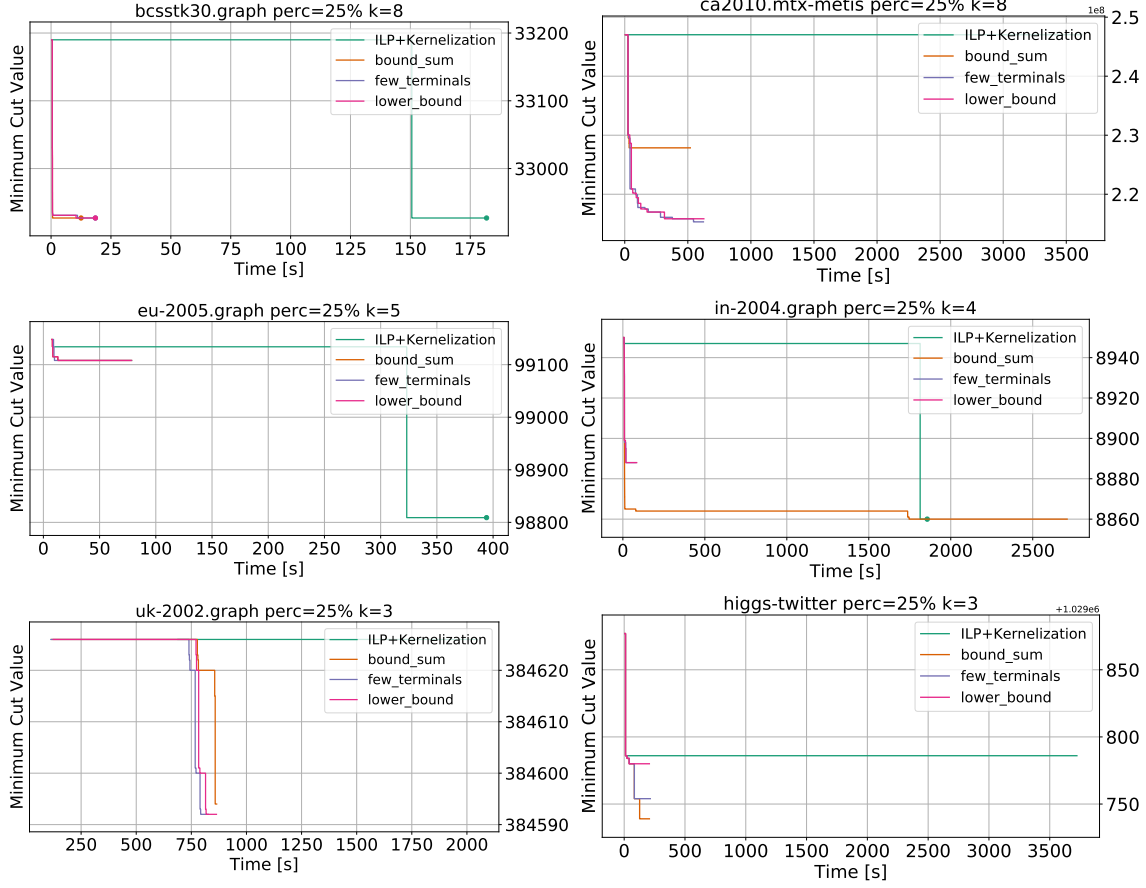 bcsstk30.graph perc=25% k=8
Minimum Cut Value
ILP+Kernelization
bound_sum
few_terminals
lower_bound
33200
33100
33000
0 25 50 75 100 125 150 175
Time [s]
ca2010.mtx-metis perc=25% k=8
1e8
Minimum Cut Value
ILP+Kernelization
bound_sum
few_terminals
lower_bound
2.5
2.4
2.3
2.2
0 500 1000 1500 2000 2500 3000 3500
Time [s]
eu-2005.graph perc=25% k=5
Minimum Cut Value
ILP+Kernelization
bound_sum
few_terminals
lower_bound
99100
99000
98900
98800
0 50 100 150 200 250 300 350 400
Time [s]
in-2004.graph perc=25% k=4
Minimum Cut Value
ILP+Kernelization
bound_sum
few_terminals
lower_bound
8940
8920
8900
8880
8860
0 500 1000 1500 2000 2500
Time [s]
uk-2002.graph perc=25% k=3
Minimum Cut Value
ILP+Kernelization
bound_sum
few_terminals
lower_bound
384620
384610
384600
384590
250 500 750 1000 1250 1500 1750 2000
Time [s]
higgs-twitter perc=25% k=3
+1.029e6
Minimum Cut Value
ILP+Kernelization
bound_sum
few_terminals
lower_bound
850
800
750
0 500 1000 1500 2000 2500 3000 3500
Time [s]